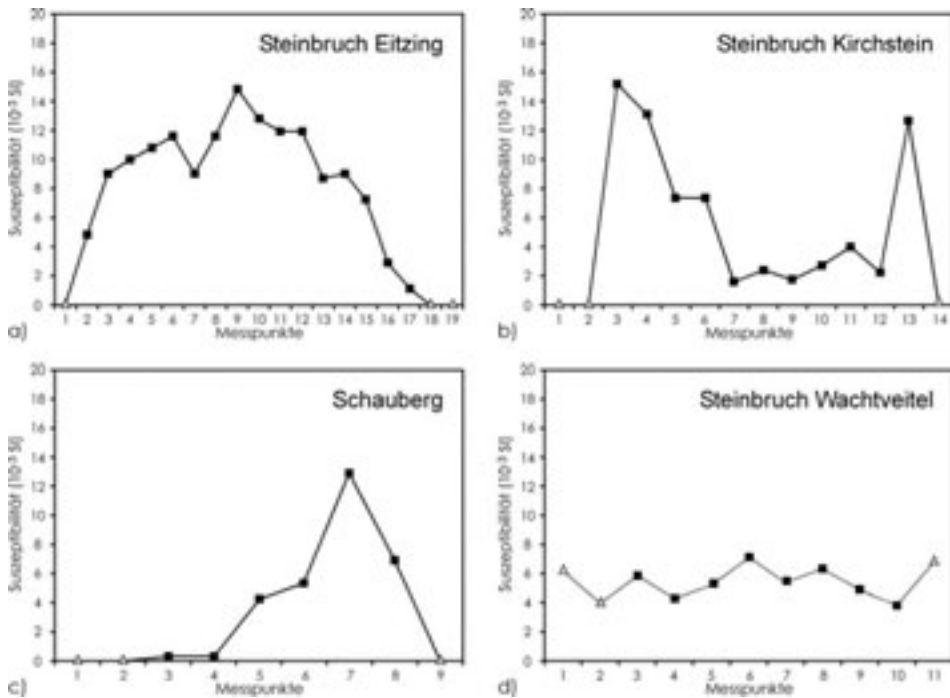 20
18
16
14
12
10
8
6
4
2
0
Suszeptibilität (10⁻³ SI)
Steinbruch Eitzing
1 2 3 4 5 6 7 8 9 10 11 12 13 14 15 16 17 18 19
Messpunkte
a)
20
18
16
14
12
10
8
6
4
2
0
Suszeptibilität (10⁻³ SI)
Steinbruch Kirchstein
1 2 3 4 5 6 7 8 9 10 11 12 13 14
Messpunkte
b)
20
18
16
14
12
10
8
6
4
2
0
Suszeptibilität (10⁻³ SI)
Schauberg
1 2 3 4 5 6 7 8 9
Messpunkte
c)
20
18
16
14
12
10
8
6
4
2
0
Suszeptibilität (10⁻³ SI)
Steinbruch Wachtveitel
1 2 3 4 5 6 7 8 9 10 11
Messpunkte
d)